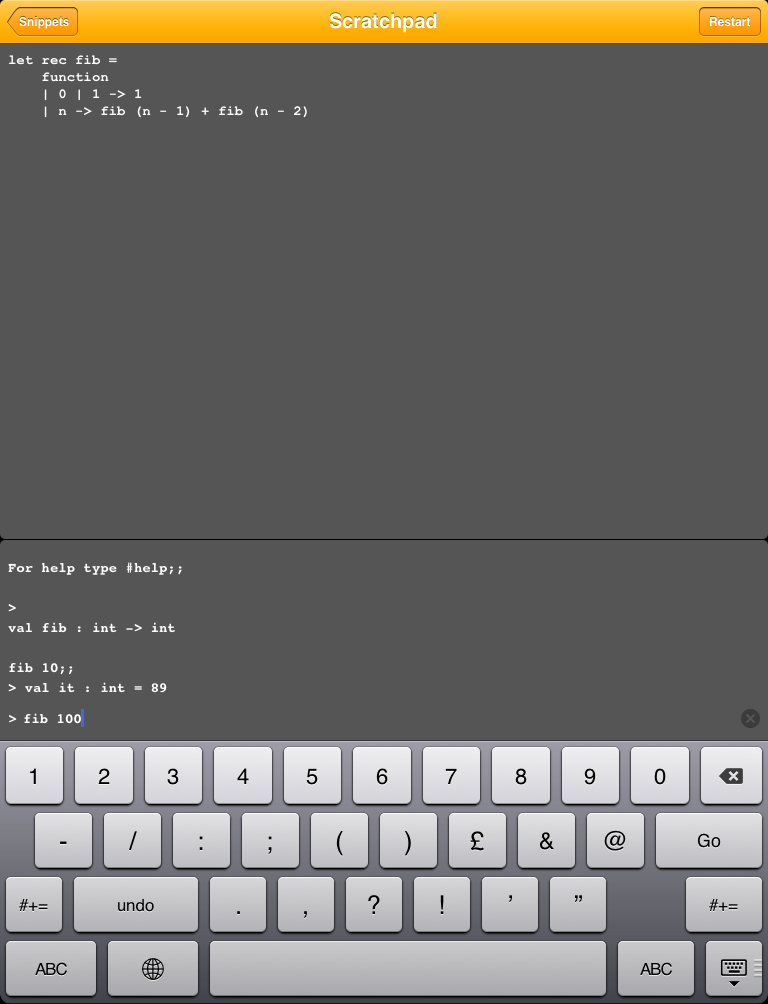 Snippets
Scratchpad
Restart
let rec fib =
    function
    | 0 | 1 -> 1
    | n -> fib (n - 1) + fib (n - 2)
For help type #help;;
>
val fib : int -> int
fib 10;;
> val it : int = 89
> fib 100
1 2 3 4 5 6 7 8 9 0
- / : ; ( ) £ & @ Go
#+= undo . , ? ! ’ ” #+=
ABC ABC